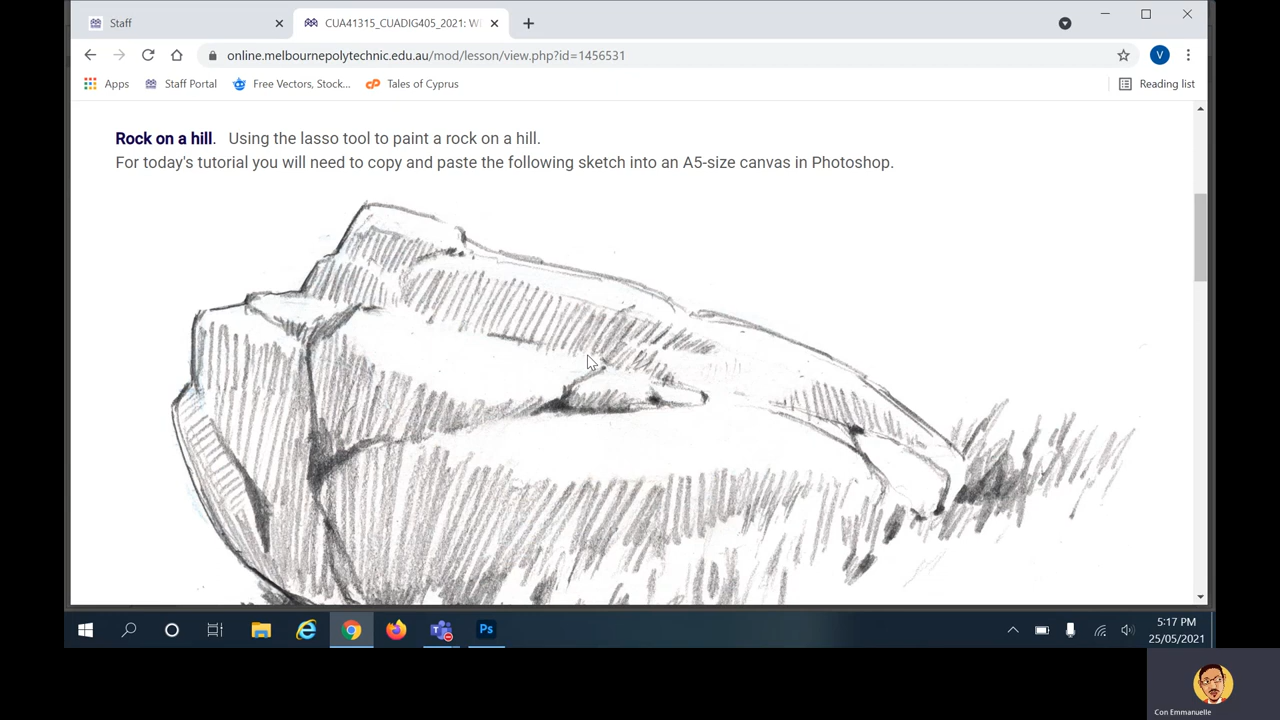 Staff
CUA41315_CUADIG405_2021: W
online.melbournepolytechnic.edu.au/mod/lesson/view.php?id=1456531
V
Apps
Staff Portal
Free Vectors, Stock...
Tales of Cyprus
Reading list
Rock on a hill. Using the lasso tool to paint a rock on a hill.
For today's tutorial you will need to copy and paste the following sketch into an A5-size canvas in Photoshop.
Ps
5:17 PM
25/05/2021
Con Emmanuelle